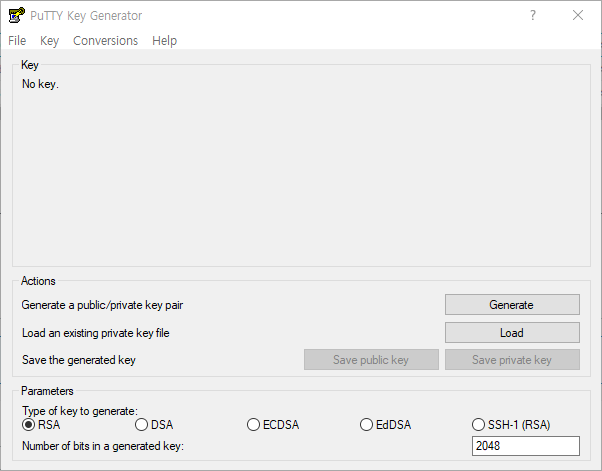 PuTTY Key Generator ?
File Key Conversions Help
Key
No key.
Actions
Generate a public/private key pair Generate
Load an existing private key file Load
Save the generated key Save public key Save private key
Parameters
Type of key to generate:
RSA DSA ECDSA EdDSA SSH-1 (RSA)
Number of bits in a generated key: 2048